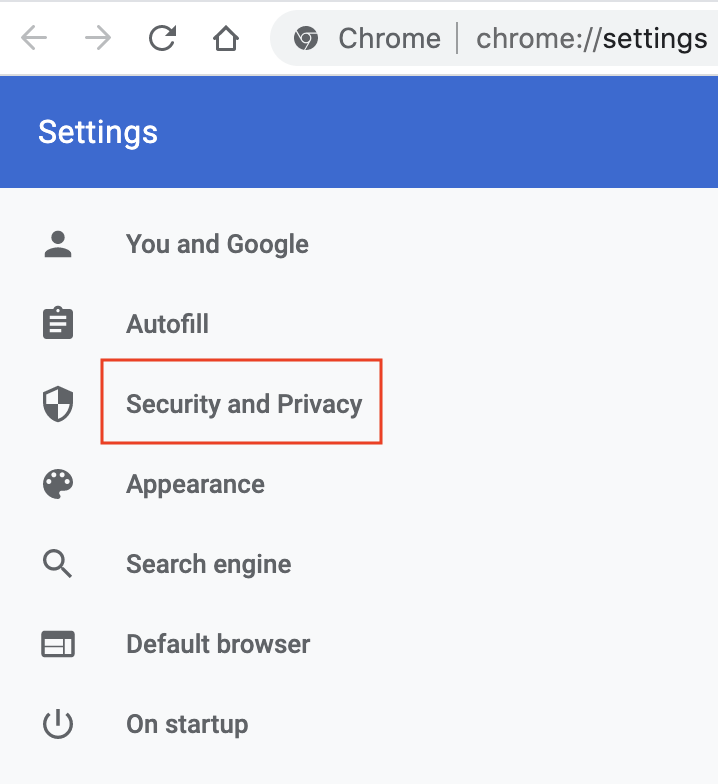 Chrome | chrome://settings
Settings
You and Google
Autofill
Security and Privacy
Appearance
Search engine
Default browser
On startup